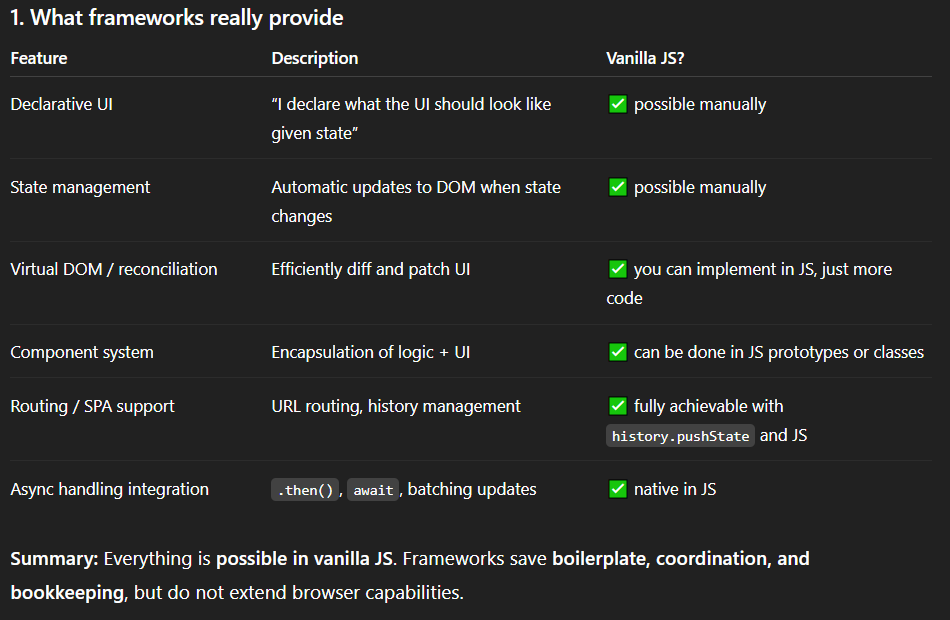 1. What frameworks really provide
Feature Description Vanilla JS?
Declarative UI “I declare what the UI should look like ✅ possible manually
given state”
State management Automatic updates to DOM when state ✅ possible manually
changes
Virtual DOM / reconciliation Efficiently diff and patch UI ✅ you can implement in JS, just more
code
Component system Encapsulation of logic + UI ✅ can be done in JS prototypes or classes
Routing / SPA support URL routing, history management ✅ fully achievable with
history.pushState and JS
Async handling integration .then(), await, batching updates ✅ native in JS
Summary: Everything is possible in vanilla JS. Frameworks save boilerplate, coordination, and
bookkeeping, but do not extend browser capabilities.